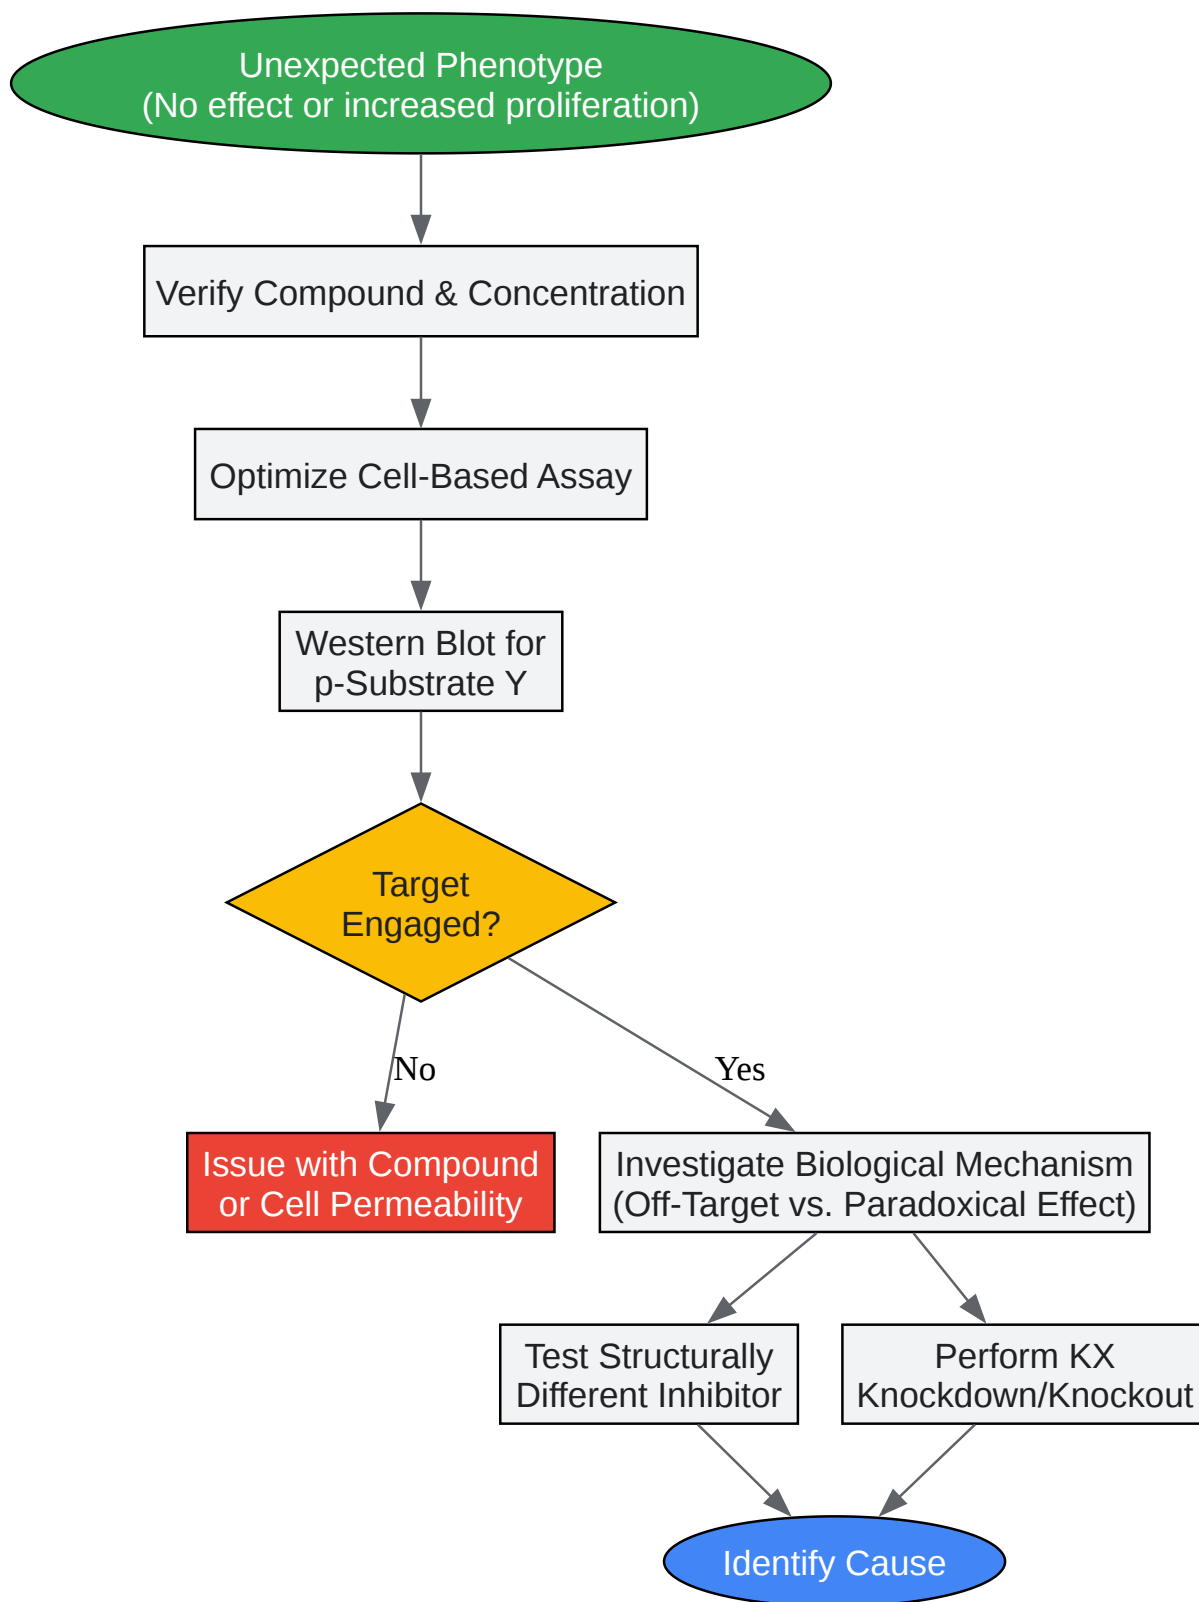 Unexpected Phenotype
(No effect or increased proliferation)
Verify Compound & Concentration
Optimize Cell-Based Assay
Western Blot for
p-Substrate Y
Target
Engaged?
No
Yes
Issue with Compound
or Cell Permeability
Investigate Biological Mechanism
(Off-Target vs. Paradoxical Effect)
Test Structurally
Different Inhibitor
Perform KX
Knockdown/Knockout
Identify Cause